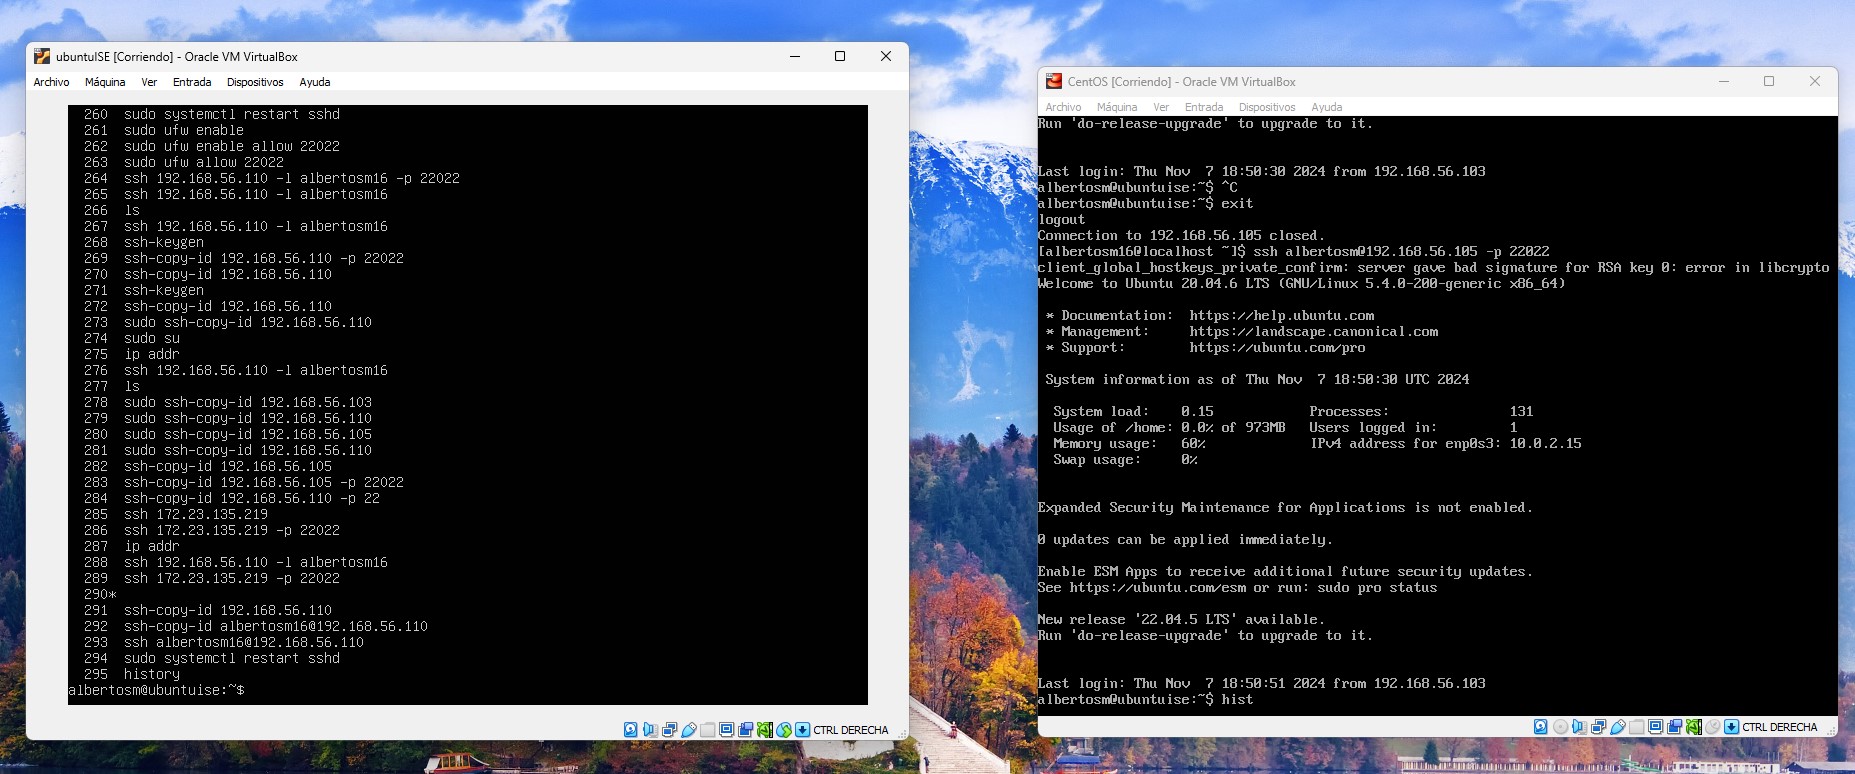 ubuntuISE [Corriendo] - Oracle VM VirtualBox
Archivo Máquina Ver Entrada Dispositivos Ayuda
260 sudo systemctl restart sshd
261 sudo ufw enable
262 sudo ufw enable allow 22022
263 sudo ufw allow 22022
264 ssh 192.168.56.110 -l albertosm16 -p 22022
265 ssh 192.168.56.110 -l albertosm16
266 ls
267 ssh 192.168.56.110 -l albertosm16
268 ssh-keygen
269 ssh-copy-id 192.168.56.110 -p 22022
270 ssh-copy-id 192.168.56.110
271 ssh-keygen
272 ssh-copy-id 192.168.56.110
273 sudo ssh-copy-id 192.168.56.110
274 sudo su
275 ip addr
276 ssh 192.168.56.110 -l albertosm16
277 ls
278 sudo ssh-copy-id 192.168.56.103
279 sudo ssh-copy-id 192.168.56.110
280 sudo ssh-copy-id 192.168.56.105
281 sudo ssh-copy-id 192.168.56.110
282 ssh-copy-id 192.168.56.105
283 ssh-copy-id 192.168.56.105 -p 22022
284 ssh-copy-id 192.168.56.110 -p 22
285 ssh 172.23.135.219
286 ssh 172.23.135.219 -p 22022
287 ip addr
288 ssh 192.168.56.110 -l albertosm16
289 ssh 172.23.135.219 -p 22022
290*
291 ssh-copy-id 192.168.56.110
292 ssh-copy-id albertosm16@192.168.56.110
293 ssh albertosm16@192.168.56.110
294 sudo systemctl restart sshd
295 history
albertosm@ubuntuise:~$
CTRL DERECHA
CentOS [Corriendo] - Oracle VM VirtualBox
Archivo Máquina Ver Entrada Dispositivos Ayuda
Run 'do-release-upgrade' to upgrade to it.
Last login: Thu Nov 7 18:50:30 2024 from 192.168.56.103
albertosm@ubuntuise:~$ ^C
albertosm@ubuntuise:~$ exit
logout
Connection to 192.168.56.105 closed.
[albertosm16@localhost ~]$ ssh albertosm@192.168.56.105 -p 22022
client_global_hostkeys_private_confirm: server gave bad signature for RSA key 0: error in libcrypto
Welcome to Ubuntu 20.04.6 LTS (GNU/Linux 5.4.0-200-generic x86_64)
* Documentation: https://help.ubuntu.com
* Management: https://landscape.canonical.com
* Support: https://ubuntu.com/pro
System information as of Thu Nov 7 18:50:30 UTC 2024
System load: 0.15 Processes: 131
Usage of /home: 0.0% of 973MB Users logged in: 1
Memory usage: 60% IPv4 address for enp0s3: 10.0.2.15
Swap usage: 0%
Expanded Security Maintenance for Applications is not enabled.
0 updates can be applied immediately.
Enable ESM Apps to receive additional future security updates.
See https://ubuntu.com/esm or run: sudo pro status
New release '22.04.5 LTS' available.
Run 'do-release-upgrade' to upgrade to it.
Last login: Thu Nov 7 18:50:51 2024 from 192.168.56.103
albertosm@ubuntuise:~$ hist
CTRL DERECHA